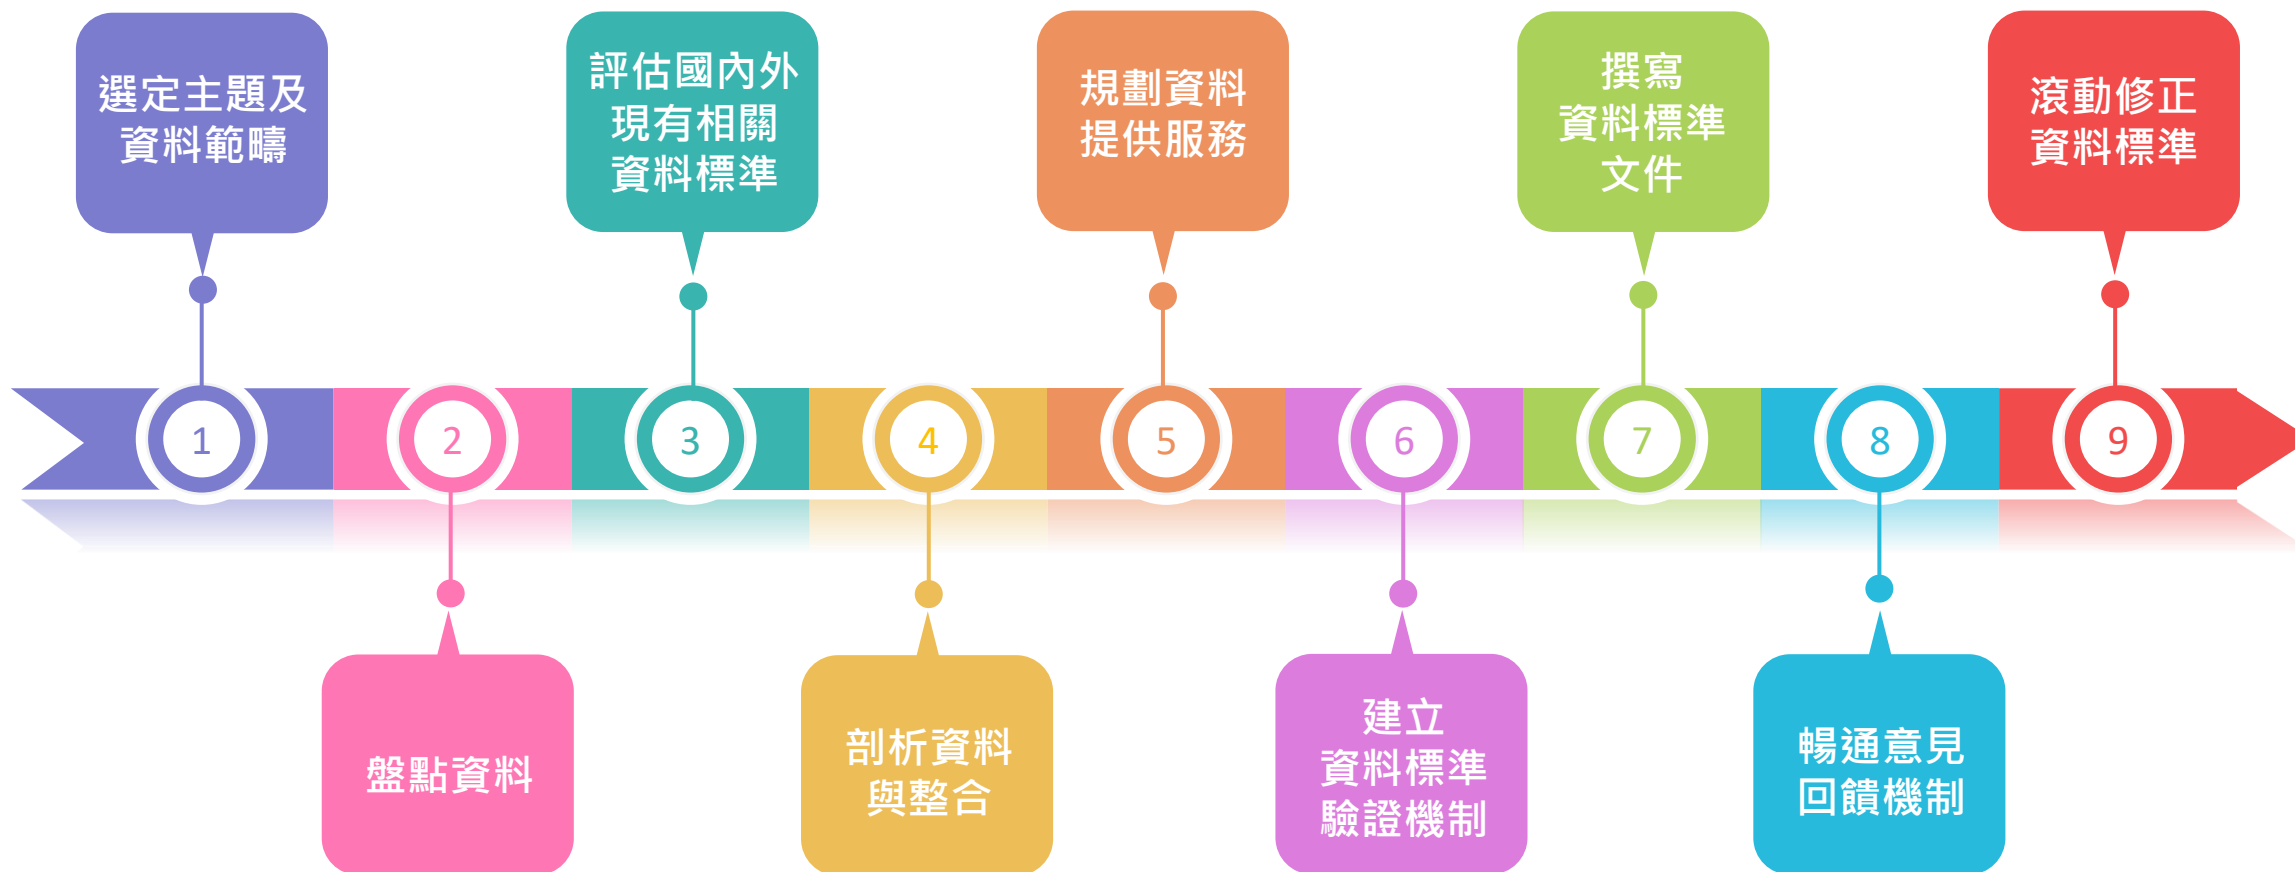 選定主題及
資料範疇
評估國內外
現有相關
資料標準
規劃資料
提供服務
撰寫
資料標準
文件
滾動修正
資料標準
1
2
3
4
5
6
7
8
9
盤點資料
剖析資料
與整合
建立
資料標準
驗證機制
暢通意見
回饋機制